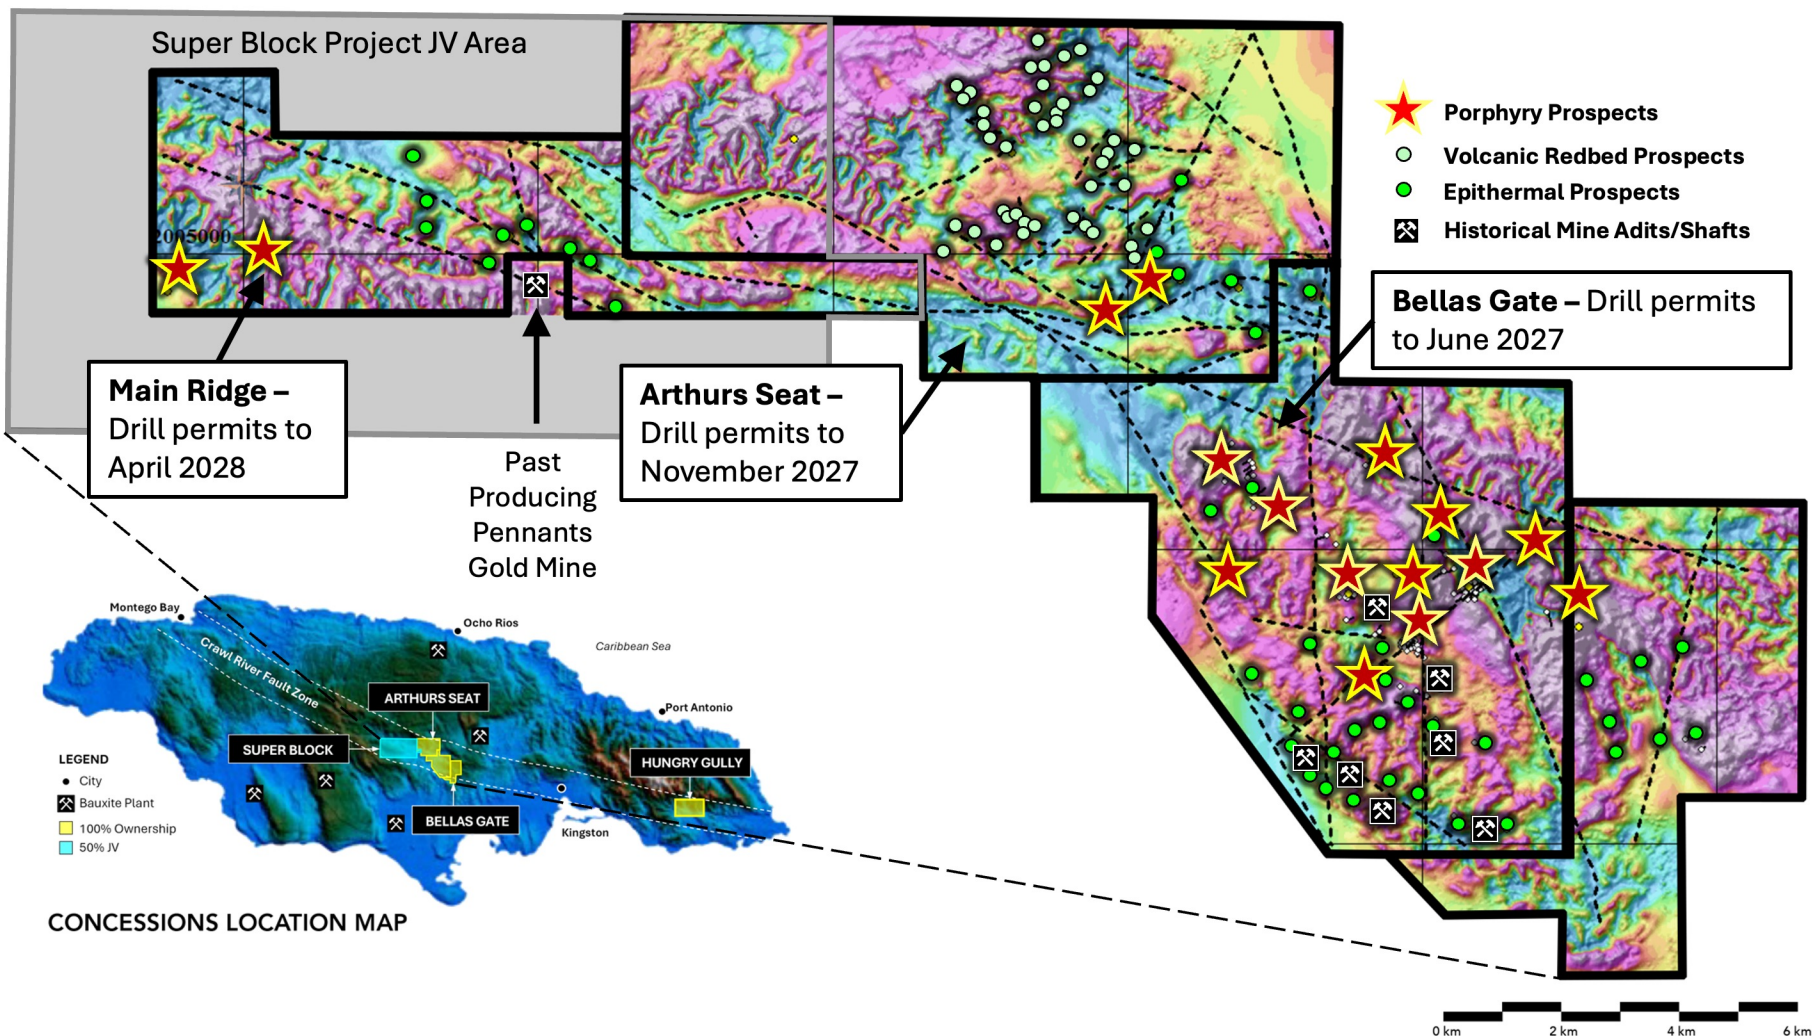 Super Block Project JV Area
Porphyry Prospects
Volcanic Redbed Prospects
Epithermal Prospects
Historical Mine Adits/Shafts
2005000
Bellas Gate – Drill permits
to June 2027
Main Ridge –
Drill permits to
April 2028
Arthurs Seat –
Drill permits to
November 2027
Past
Producing
Pennants
Gold Mine
Montego Bay
Ocho Rios
Caribbean Sea
Crawl River Fault Zone
ARTHURS SEAT
Port Antonio
SUPER BLOCK
HUNGRY GULLY
LEGEND
City
Bauxite Plant
100% Ownership
50% JV
BELLAS GATE
Kingston
CONCESSIONS LOCATION MAP
0 km
2 km
4 km
6 km